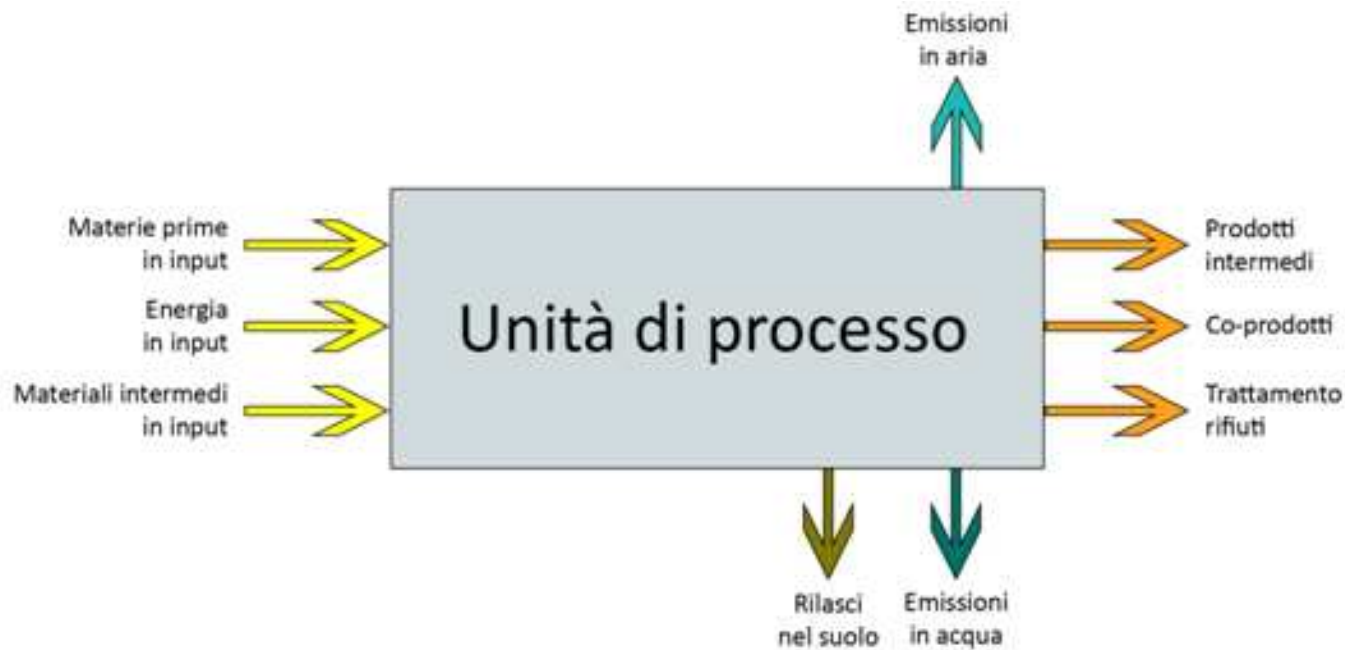 Emissioni
in aria
Materie prime
in input
Energia
in input
Materiali intermedi
in input
Unità di processo
Prodotti
intermedi
Co-prodotti
Trattamento
rifiuti
Rilasci
nel suolo
Emissioni
in acqua